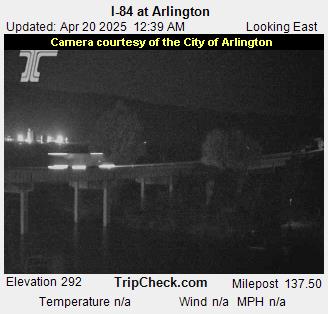 I-84 at Arlington
Updated: Apr 20 2025 12:39 AM Looking East
Camera courtesy of the City of Arlington
Elevation 292 TripCheck.com Milepost 137.50
Temperature n/a Wind n/a MPH n/a